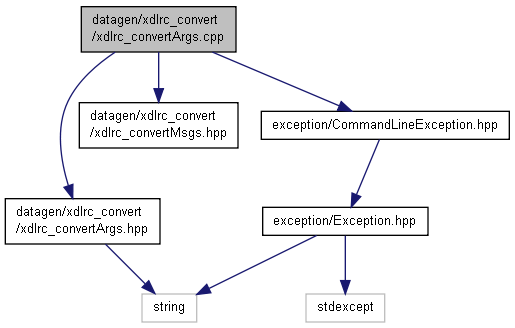 datagen/xdlrc_convert
/xdlrc_convertArgs.cpp
datagen/xdlrc_convert
/xdlrc_convertMsgs.hpp
exception/CommandLineException.hpp
datagen/xdlrc_convert
/xdlrc_convertArgs.hpp
exception/Exception.hpp
string
stdexcept